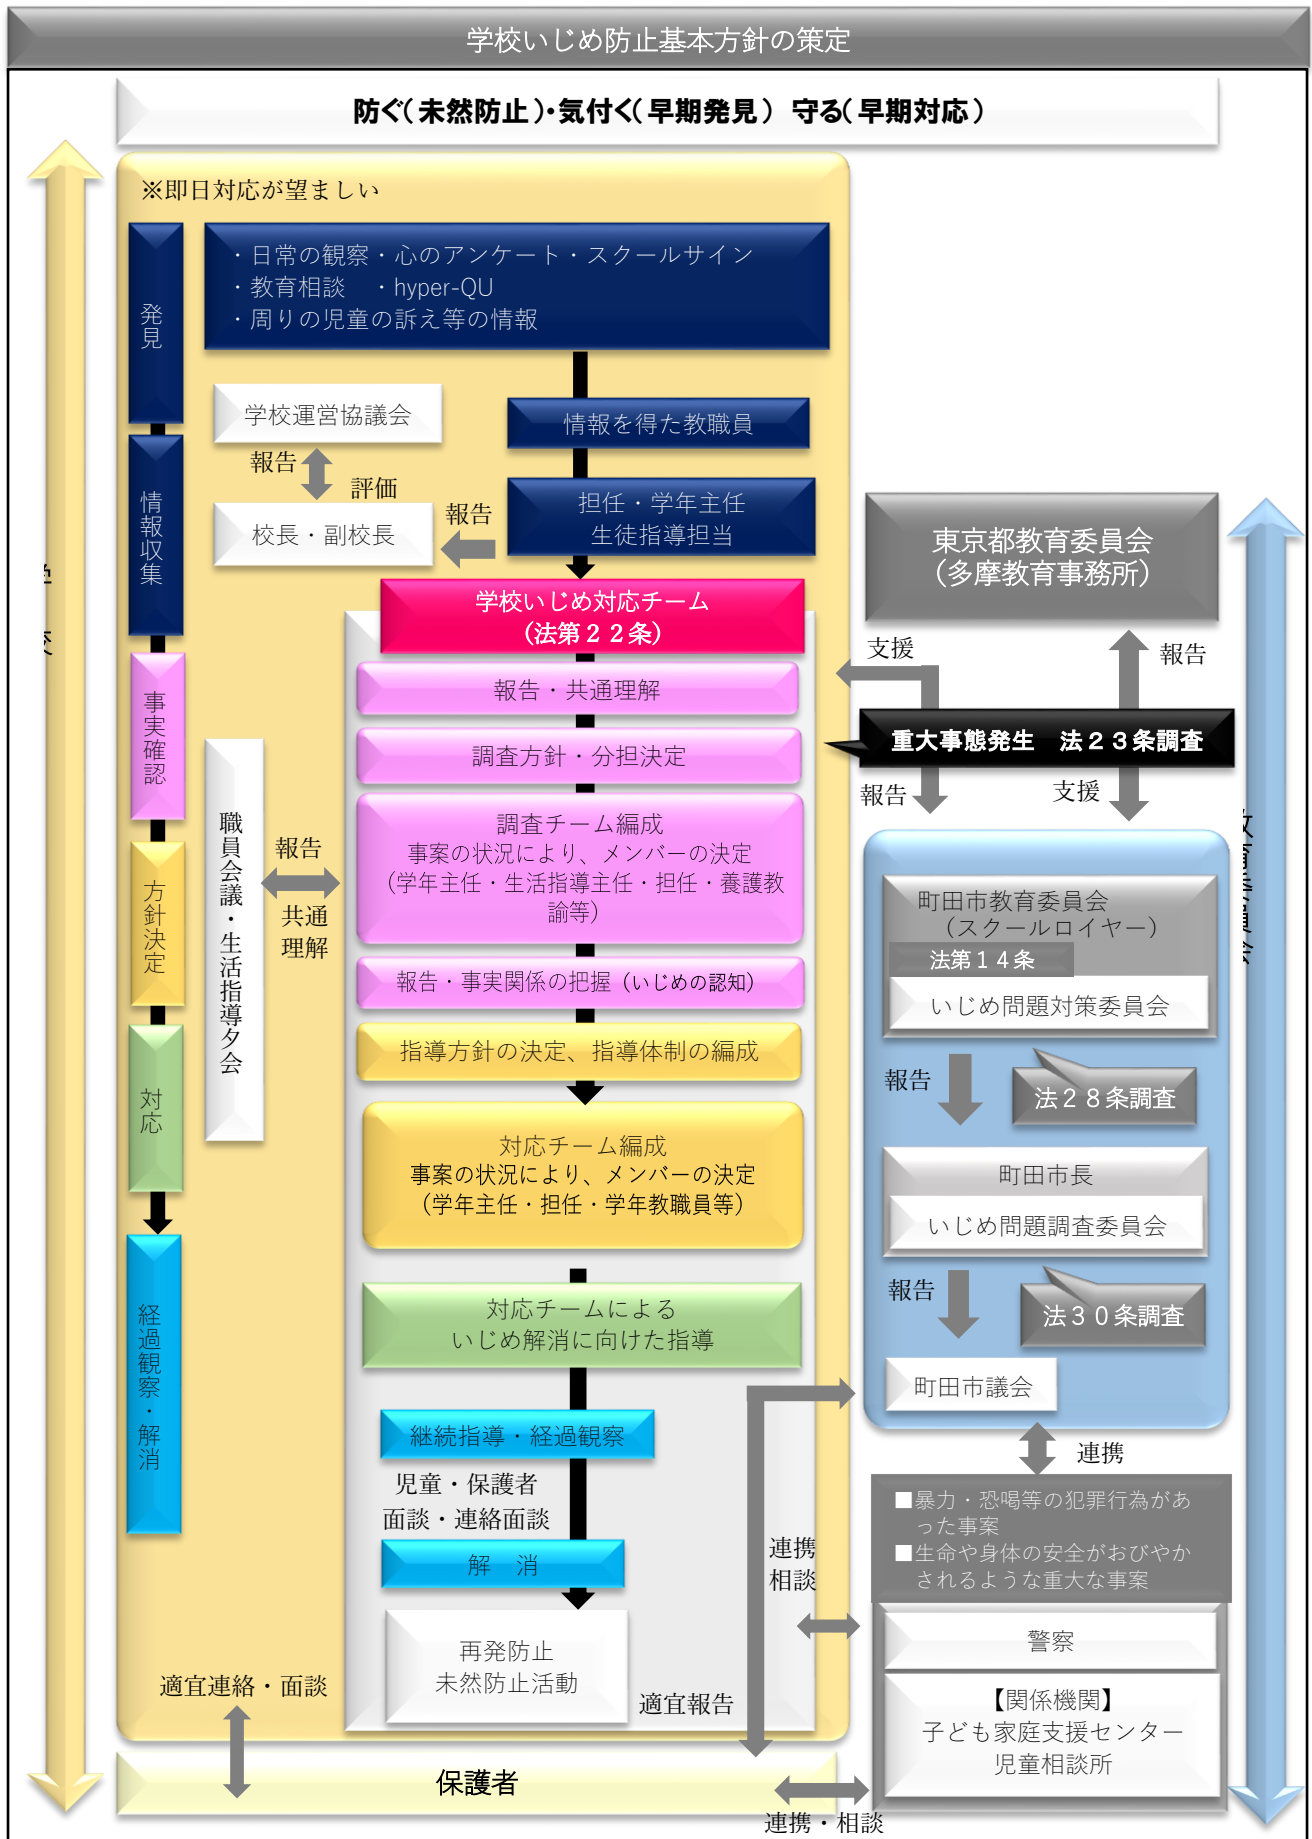 学校いじめ防止基本方針の策定
防ぐ(未然防止)・気付く(早期発見) 守る(早期対応)
※即日対応が望ましい
発見
・日常の観察・心のアンケート・スクールサイン
・教育相談　・hyper-QU
・周りの児童の訴え等の情報
学校運営協議会
情報を得た教職員
報告
評価
情報収集
校長・副校長
報告
担任・学年主任
生徒指導担当
学校いじめ対応チーム
(法第２２条)
報告・共通理解
事実確認
調査方針・分担決定
調査チーム編成
事案の状況により、メンバーの決定
(学年主任・生活指導主任・担任・養護教
諭等)
職員会議・生活指導夕会
報告
共通
理解
方針決定
報告・事実関係の把握（いじめの認知）
指導方針の決定、指導体制の編成
対応
対応チーム編成
事案の状況により、メンバーの決定
(学年主任・担任・学年教職員等)
対応チームによる
いじめ解消に向けた指導
経過観察・解消
継続指導・経過観察
児童・保護者
面談・連絡面談
解　消
再発防止
未然防止活動
適宜連絡・面談
適宜報告
連携
相談
保護者
連携・相談
東京都教育委員会
(多摩教育事務所)
支援
報告
重大事態発生　法２３条調査
報告
支援
町田市教育委員会
(スクールロイヤー)
法第１４条
いじめ問題対策委員会
報告
法２８条調査
町田市長
いじめ問題調査委員会
報告
法３０条調査
町田市議会
連携
■暴力・恐喝等の犯罪行為があ
った事案
■生命や身体の安全がおびやか
されるような重大な事案
警察
【関係機関】
子ども家庭支援センター
児童相談所